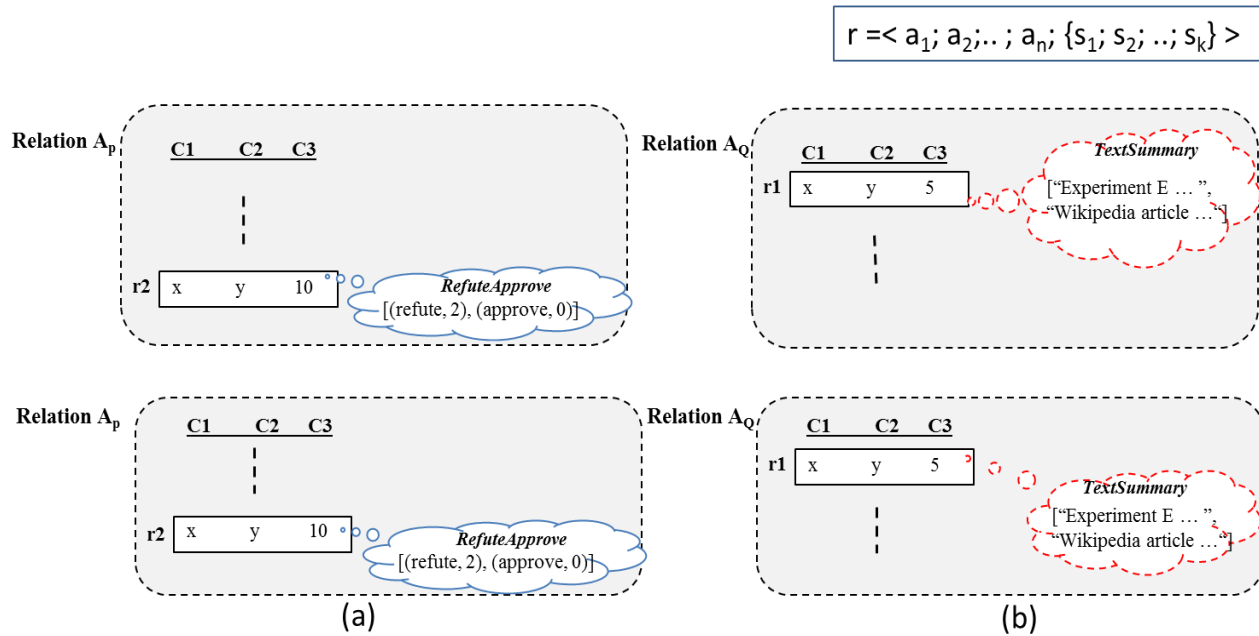 r =< a1; a2;.. ; an; {s1; s2; ..; sk} >
Relation Ap
C1 C2 C3
r2 x y 10
RefuteApprove
[(refute, 2), (approve, 0)]
Relation AQ
C1 C2 C3
r1 x y 5
TextSummary
[“Experiment E … ”,
“Wikipedia article …“]
Relation Ap
C1 C2 C3
r2 x y 10
RefuteApprove
[(refute, 2), (approve, 0)]
(a)
Relation AQ
C1 C2 C3
r1 x y 5
TextSummary
[“Experiment E … ”,
“Wikipedia article …“]
(b)